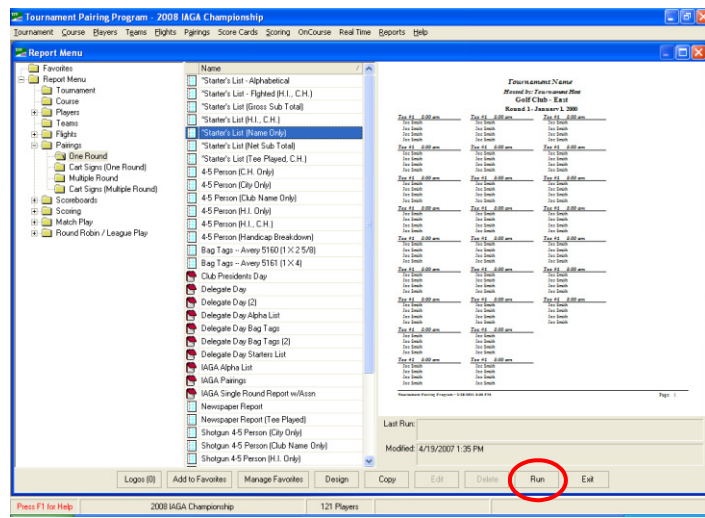 Tournament Pairing Program - 2008 IAGA Championship
Tournament Course Players Teams Flights Pairings Score Cards Scoring OnCourse Real Time Reports Help
Report Menu
Favorites
Report Menu
Tournament
Course
Players
Teams
Flights
Pairings
One Round
Cart Signs (One Round)
Multiple Round
Cart Signs (Multiple Round)
Scoreboards
Scoring
Match Play
Round Robin / League Play
Name
"Starter's List - Alphabetical
"Starter's List - Flghted (H.I., C.H.)
"Starter's List (Gross Sub Total)
"Starter's List (H.I., C.H.)
"Starter's List (Name Only)
"Starter's List (Net Sub Total)
"Starter's List (Tee Played, C.H.)
4-5 Person (C.H. Only)
4-5 Person (City Only)
4-5 Person (Club Name Only)
4-5 Person (H.I. Only)
4-5 Person (H.I., C.H.)
4-5 Person (Handicap Breakdown)
Bag Tags -- Avery 5160 (1 X 2 5/8)
Bag Tags -- Avery 5161 (1 X 4)
Club Presidents Day
Delegate Day
Delegate Day (2)
Delegate Day Alpha List
Delegate Day Bag Tags
Delegate Day Bag Tags (2)
Delegate Day Starters List
IAGA Alpha List
IAGA Pairings
IAGA Single Round Report w/Assn
Newspaper Report
Newspaper Report (Tee Played)
Shotgun 4-5 Person (City Only)
Shotgun 4-5 Person (Club Name Only)
Shotgun 4-5 Person (H.I. Only)
Tournament Name
Hosted by: Tournament Host
Golf Club - East
Round 1 - January 1, 2000
Page 1
Last Run:
Modified: 4/19/2007 1:35 PM
Logos (0) Add to Favorites Manage Favorites Design Copy Edit Delete Run Exit
Press F1 for Help 2008 IAGA Championship 121 Players